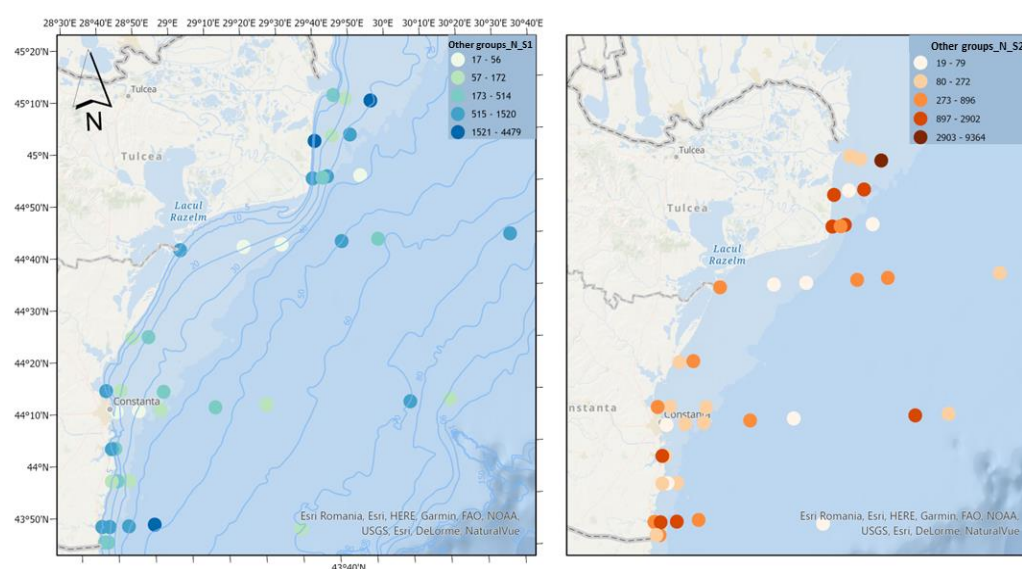 28°30'E 28°40'E 28°50'E 29°E 29°10'E 29°20'E 29°30'E 29°40'E 29°50'E 30°E 30°10'E 30°20'E 30°30'E 30°40'E
45°20'N
45°10'N
45°N
44°50'N
44°40'N
44°30'N
44°20'N
44°10'N
44°N
43°50'N
43°40'N
Other groups_N_S1
17 - 56
57 - 172
173 - 514
515 - 1520
1521 - 4479
N
Tulcea
Tulcea
Lacul
Razelm
Constanta
Esri Romania, Esri, HERE, Garmin, FAO, NOAA,
USGS, Esri, DeLorme, NaturalVue
Other groups_N_S2
19 - 79
80 - 272
273 - 896
897 - 2902
2903 - 9364
Tulcea
Tulcea
Lacul
Razelm
nstanta
Constanta
Esri Romania, Esri, HERE, Garmin, FAO, NOAA,
USGS, Esri, DeLorme, NaturalVue